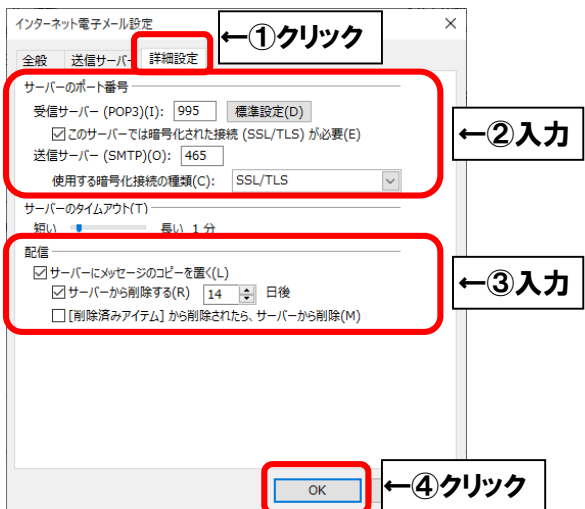 インターネット電子メール設定
←①クリック
全般 送信サーバー 詳細設定
サーバーのポート番号
受信サーバー (POP3)(I): 995 標準設定(D)
このサーバーでは暗号化された接続 (SSL/TLS) が必要(E)
←②入力
送信サーバー (SMTP)(O): 465
使用する暗号化接続の種類(C): SSL/TLS
サーバーのタイムアウト(T)
短い 長い 1 分
配信
サーバーにメッセージのコピーを置く(L)
←③入力
サーバーから削除する(R) 14 日後
[削除済みアイテム] から削除されたら、サーバーから削除(M)
OK
←④クリック